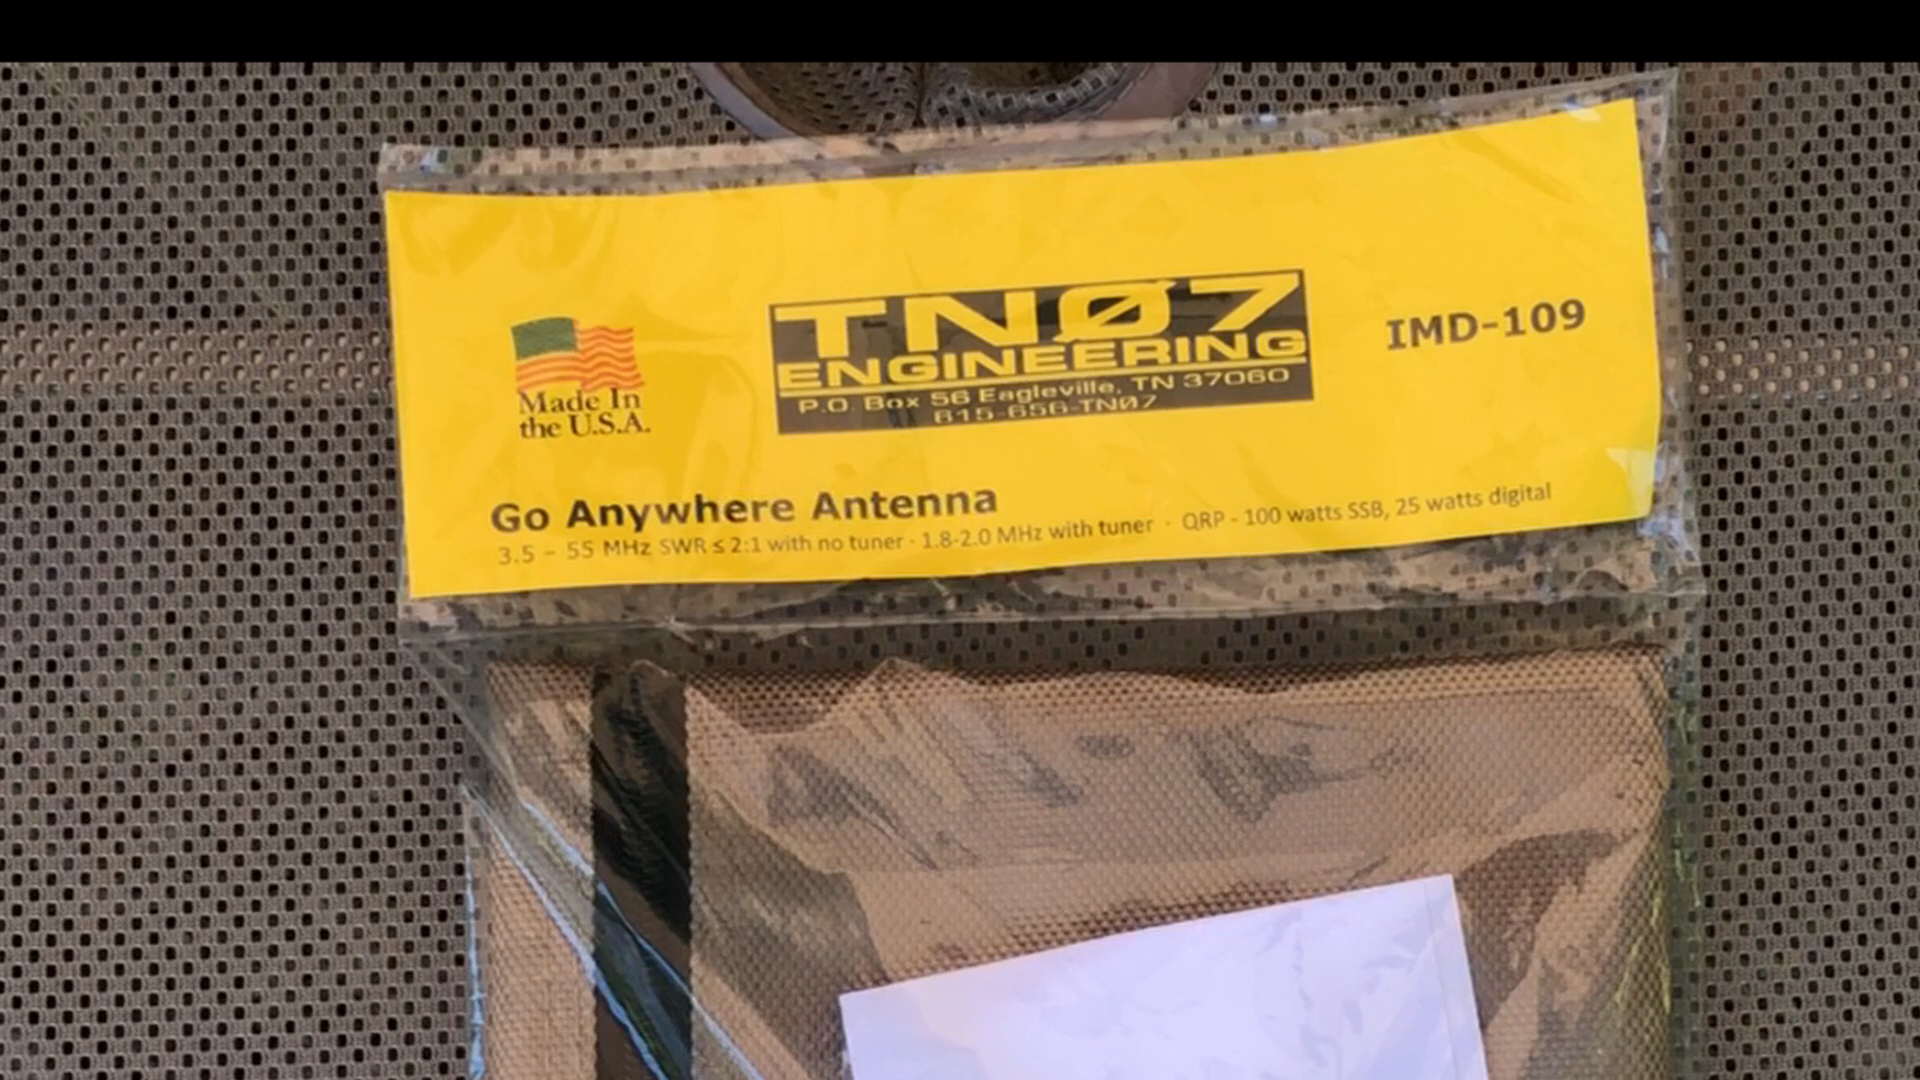 TNØ7
ENGINEERING
P.O. Box 56 Eagleville, TN 37060
615-656-TNØ7
IMD-109
Made In
the U.S.A.
Go Anywhere Antenna
3.5 – 55 MHz SWR ≤ 2:1 with no tuner · 1.8-2.0 MHz with tuner · QRP - 100 watts SSB, 25 watts digital